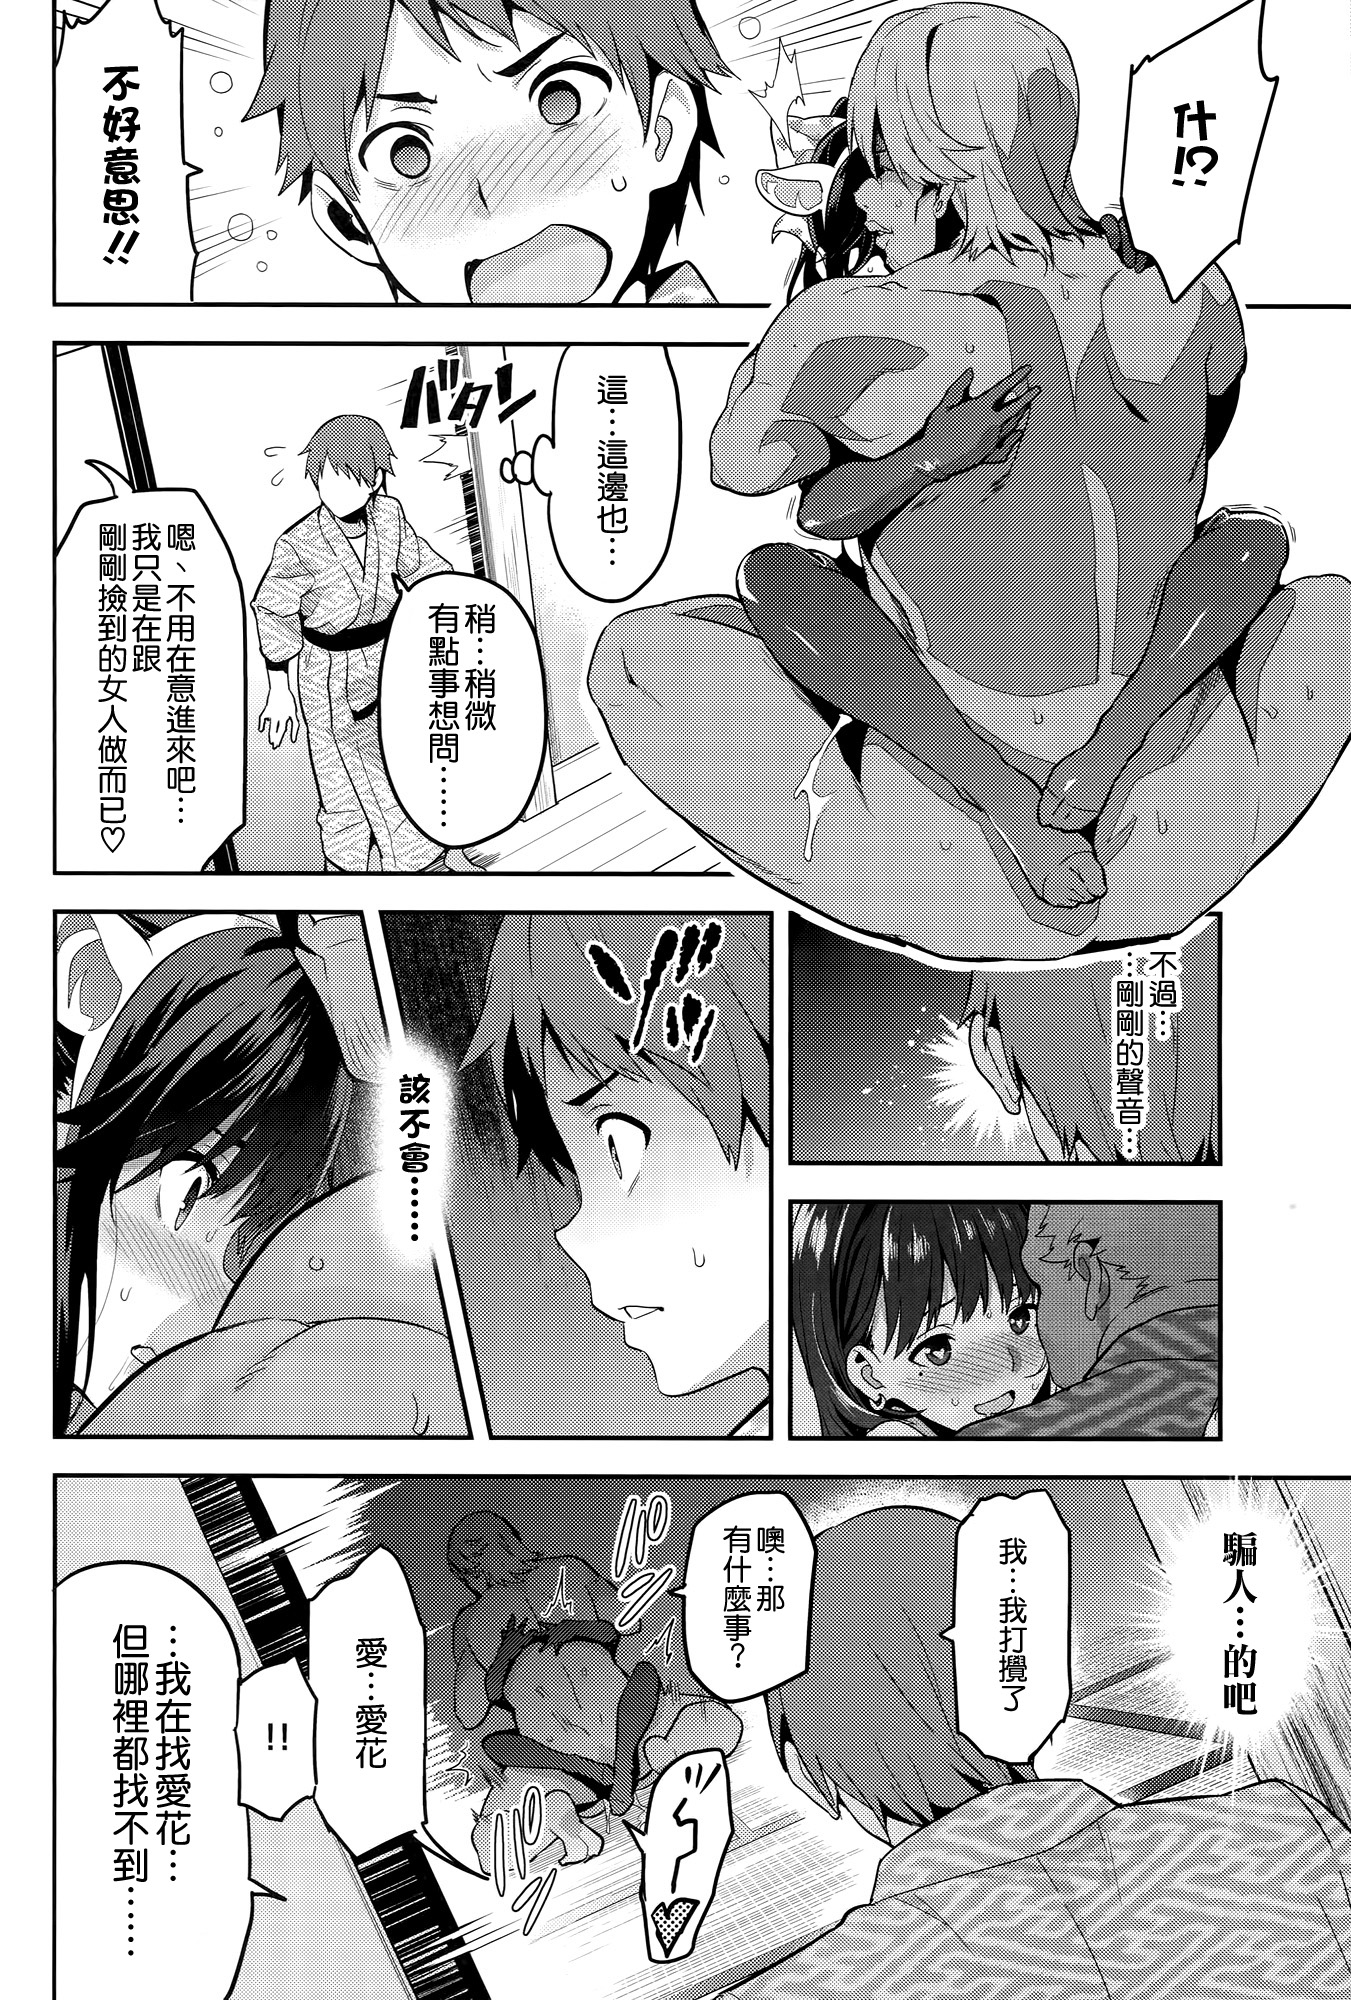 什!?
不好意思!!
這…這邊也…
バタン
稍…稍微
有點事想問……
嗯、不用在意進來吧…
我只是在跟
剛剛撿到的女人做而已♡
不過…
…剛剛的聲音…
ドキッ
該不會……
騙人…的吧
我…我打擾了
噢…那
有什麼事?
愛…愛花
!!
…我在找愛花…
但哪裡都找不到……